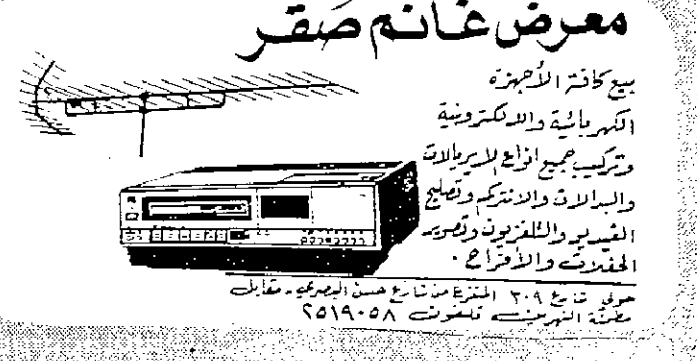 معرض غانم صقر
بيع كافة الأجهزة
الكهربائية والالكترونية
وتركيب جميع انواع الايريالات
والبدالات والانتركم وتصليح
الفيديو والتلفزيون وتصوير
الحفلات والأفراح .
حولي شارع ٣٠٩ المتفرع من شارع حسن البصري - مقابل
النهرين تلفون ٢٥١٩٠٥٨